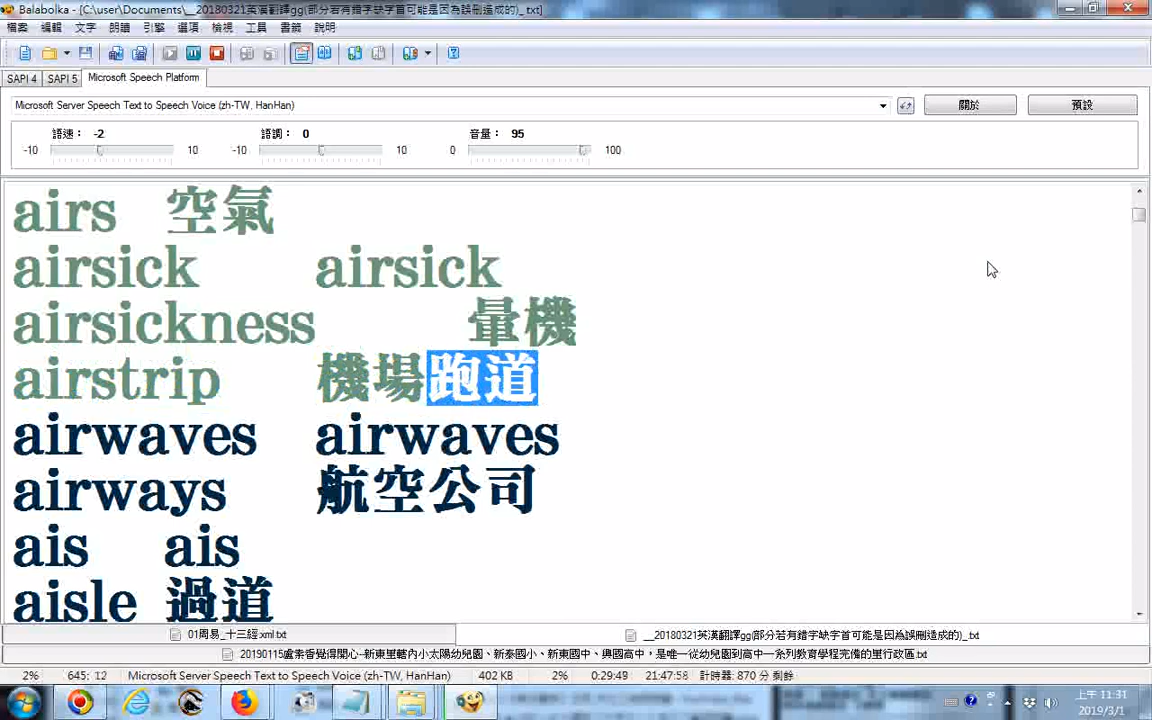 Balabolka - [C:\user\Documents\__20180321英漢翻譯gg(部分若有錯字缺字首可能是因為誤刪造成的)_.txt]
檔案 編輯 文字 朗讀 引擎 選項 檢視 工具 書籤 說明
SAPI 4 SAPI 5 Microsoft Speech Platform
Microsoft Server Speech Text to Speech Voice (zh-TW, HanHan) 關於 預設
語速： -2 語調： 0 音量： 95
-10 10 -10 10 0 100
airs 空氣
airsick airsick
airsickness 暈機
airstrip 機場跑道
airwaves airwaves
airways 航空公司
ais ais
aisle 過道
01周易_十三經.xml.txt __20180321英漢翻譯gg(部分若有錯字缺字首可能是因為誤刪造成的)_.txt
20190115盧素香覺得開心--新東里轄內小太陽幼兒園、新泰國小、新東國中、興國高中，是唯一從幼兒園到高中一系列教育學程完備的里行政區.txt
2% 645: 12 Microsoft Server Speech Text to Speech Voice (zh-TW, HanHan) 402 KB 2% 0:29:49 21:47:58 計時器: 870 分 剩餘
上午 11:31
2019/3/1